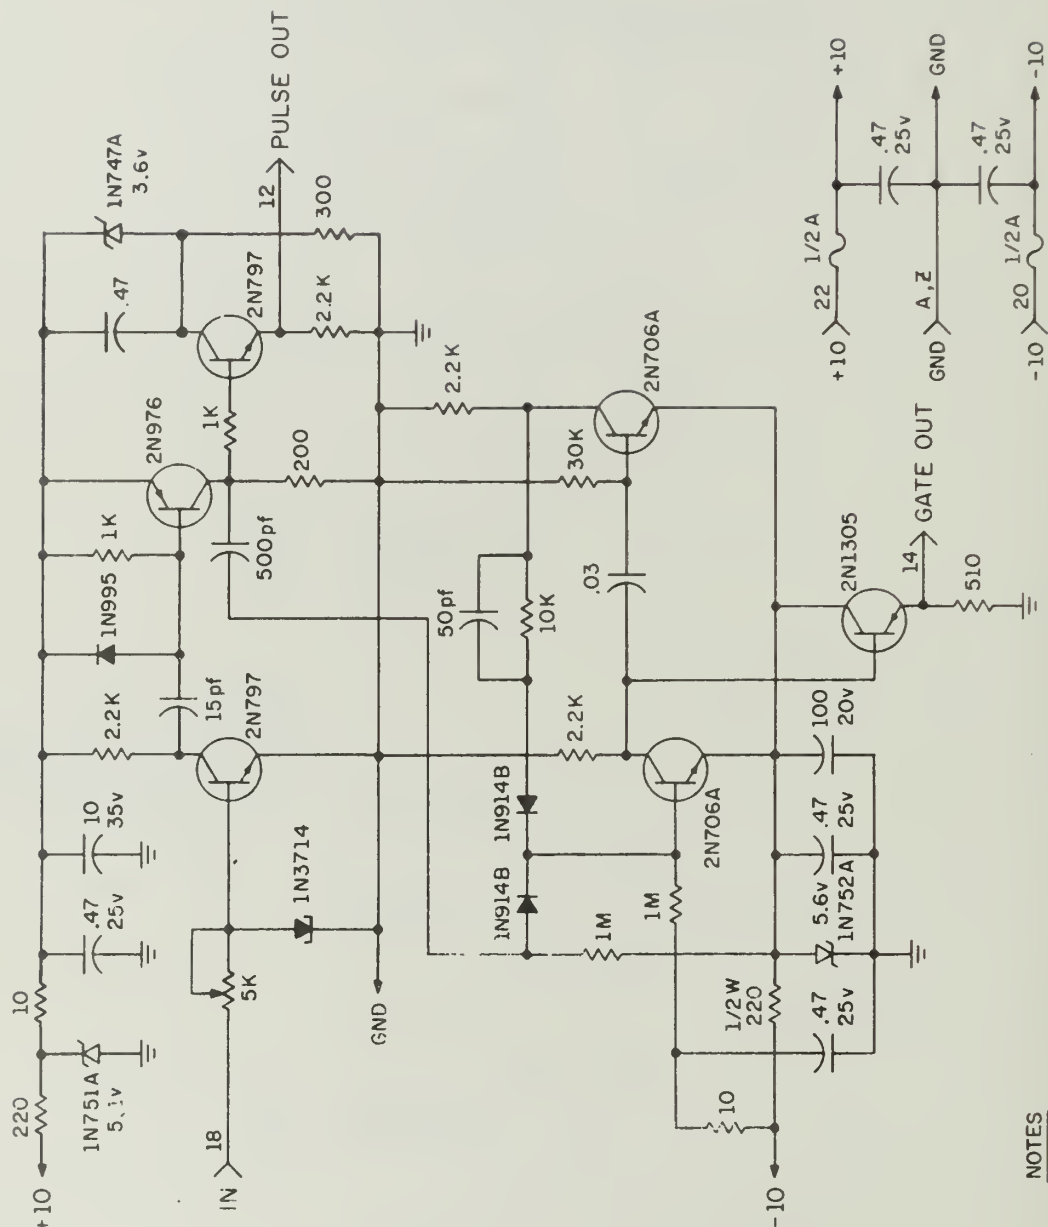 +10
220
1N751A
5.1v
10
.47
25v
10
35v
2.2K
15pf
1N995
1K
2N976
.47
1N747A
3.6v
IN
18
5K
1N3714
2N797
500pf
200
1K
2N797
2.2K
300
12
PULSE OUT
GND
1N914B
1N914B
1M
1M
2.2K
50pf
10K
.03
30K
2.2K
2N706A
2N706A
-10
10
1/2W
220
.47
25v
5.6v
1N752A
.47
25v
100
20v
2N1305
14
GATE OUT
510
+10
22
1/2A
+10
.47
25v
GND
A,Z
GND
.47
25v
-10
20
1/2A
-10
NOTES